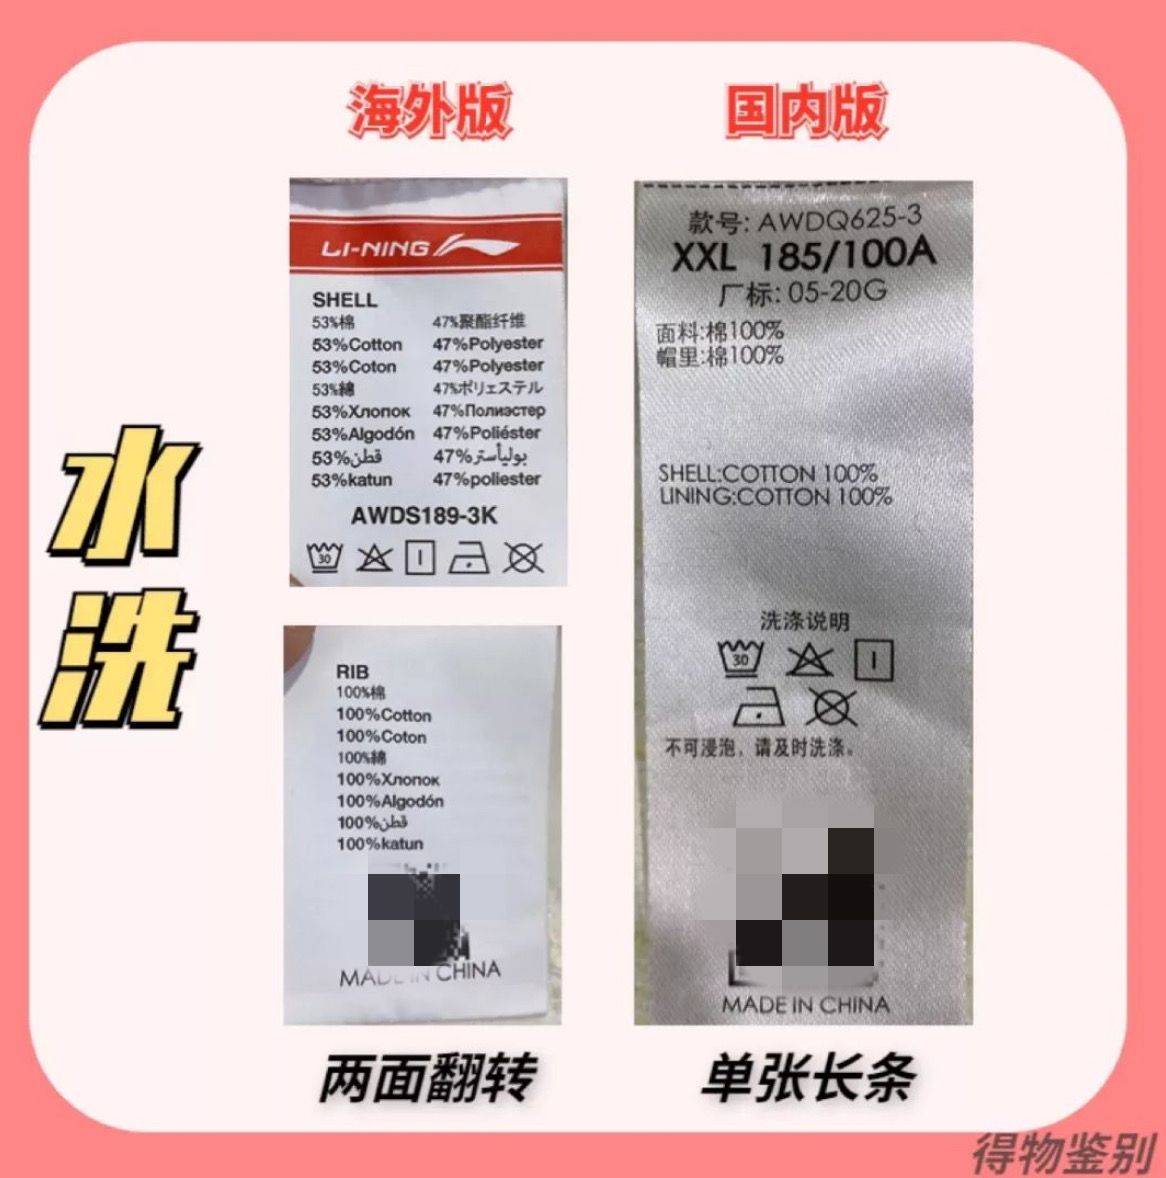 海外版
国内版
水洗
LI-NING
SHELL
53%棉 47%聚酯纤维
53%Cotton 47%Polyester
53%Coton 47%Polyester
53%綿 47%ポリェステル
53%Хлопок 47%Полиэстер
53%Algodón 47%Poliéster
53%قطن 47%بوليأستر
53%katun 47%poliester
AWDS189-3K
30
RIB
100%棉
100%Cotton
100%Coton
100%綿
100%Хлопок
100%Algodón
100%قطن
100%katun
MADE IN CHINA
两面翻转
款号: AWDQ625-3
XXL 185/100A
厂标: 05-20G
面料:棉100%
帽里:棉100%
SHELL:COTTON 100%
LINING:COTTON 100%
洗涤说明
30
不可浸泡，请及时洗涤。
MADE IN CHINA
单张长条
得物鉴别